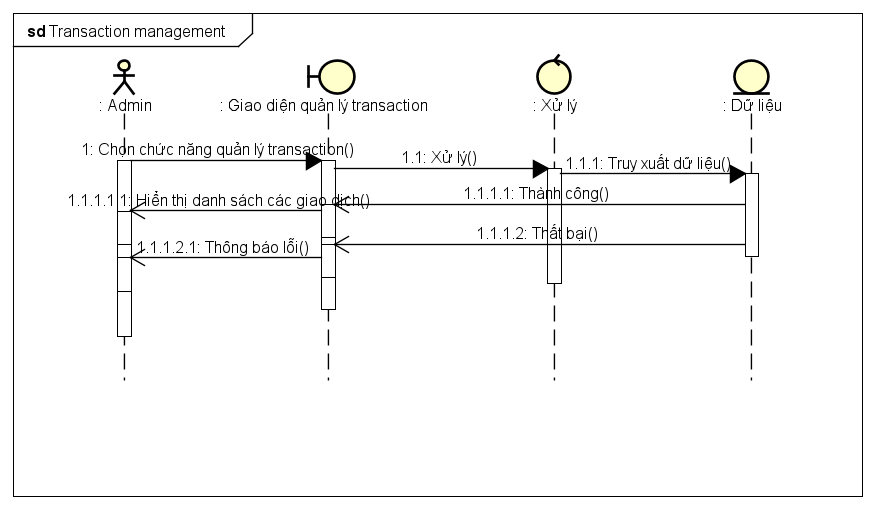 sd Transaction management
: Admin
: Giao diện quản lý transaction
: Xử lý
: Dữ liệu
1: Chọn chức năng quản lý transaction()
1.1: Xử lý()
1.1.1: Truy xuất dữ liệu()
1.1.1.1: Thành công()
1.1.1.1.1: Hiển thị danh sách các giao dịch()
1.1.1.2: Thất bại()
1.1.1.2.1: Thông báo lỗi()